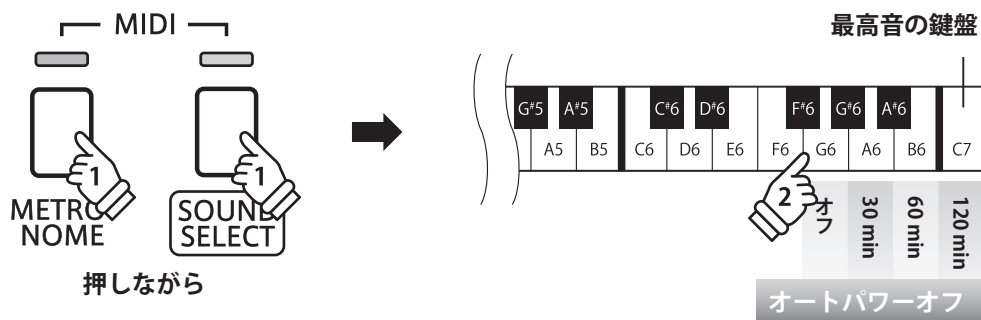 MIDI
1
1
METRO
NOME
SOUND
SELECT
押しながら
最高音の鍵盤
G#5 A#5 C#6 D#6 F#6 G#6 A#6
A5 B5 C6 D6 E6 F6 G6 A6 B6 C7
2
オフ
30 min
60 min
120 min
オートパワーオフ